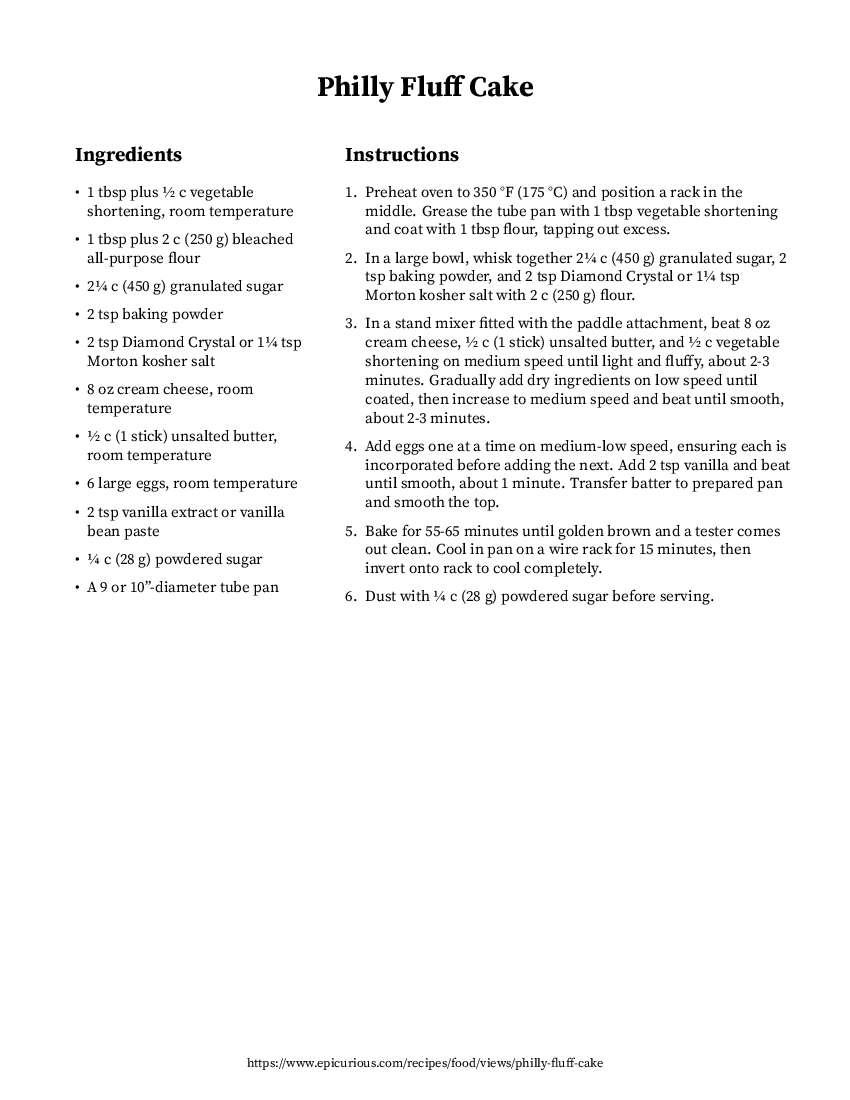 Philly Fluff Cake
Ingredients
• 1 tbsp plus ½ c vegetable
shortening, room temperature
• 1 tbsp plus 2 c (250 g) bleached
all-purpose flour
• 2¼ c (450 g) granulated sugar
• 2 tsp baking powder
• 2 tsp Diamond Crystal or 1¼ tsp
Morton kosher salt
• 8 oz cream cheese, room
temperature
• ½ c (1 stick) unsalted butter,
room temperature
• 6 large eggs, room temperature
• 2 tsp vanilla extract or vanilla
bean paste
• ¼ c (28 g) powdered sugar
• A 9 or 10”-diameter tube pan
Instructions
1. Preheat oven to 350 °F (175 °C) and position a rack in the
middle. Grease the tube pan with 1 tbsp vegetable shortening
and coat with 1 tbsp flour, tapping out excess.
2. In a large bowl, whisk together 2¼ c (450 g) granulated sugar, 2
tsp baking powder, and 2 tsp Diamond Crystal or 1¼ tsp
Morton kosher salt with 2 c (250 g) flour.
3. In a stand mixer fitted with the paddle attachment, beat 8 oz
cream cheese, ½ c (1 stick) unsalted butter, and ½ c vegetable
shortening on medium speed until light and fluffy, about 2-3
minutes. Gradually add dry ingredients on low speed until
coated, then increase to medium speed and beat until smooth,
about 2-3 minutes.
4. Add eggs one at a time on medium-low speed, ensuring each is
incorporated before adding the next. Add 2 tsp vanilla and beat
until smooth, about 1 minute. Transfer batter to prepared pan
and smooth the top.
5. Bake for 55-65 minutes until golden brown and a tester comes
out clean. Cool in pan on a wire rack for 15 minutes, then
invert onto rack to cool completely.
6. Dust with ¼ c (28 g) powdered sugar before serving.
https://www.epicurious.com/recipes/food/views/philly-fluff-cake